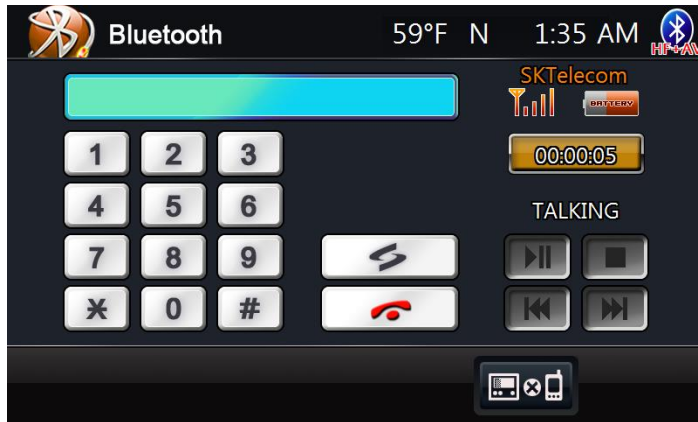 Bluetooth 59°F N 1:35 AM
HF+AV
SKTelecom
BATTERY
00:00:05
TALKING
1 2 3
4 5 6
7 8 9
* 0 #